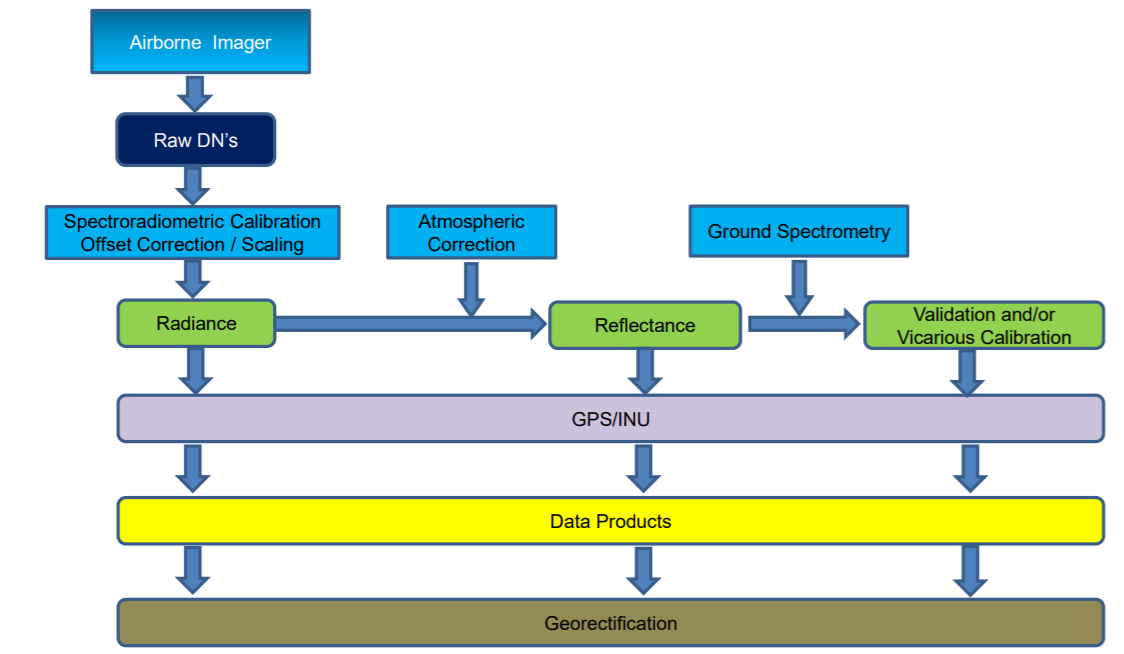 Airborne Imager
Raw DN's
Spectroradiometric Calibration
Offset Correction / Scaling
Atmospheric
Correction
Ground Spectrometry
Radiance
Reflectance
Validation and/or
Vicarious Calibration
GPS/INU
Data Products
Georectification